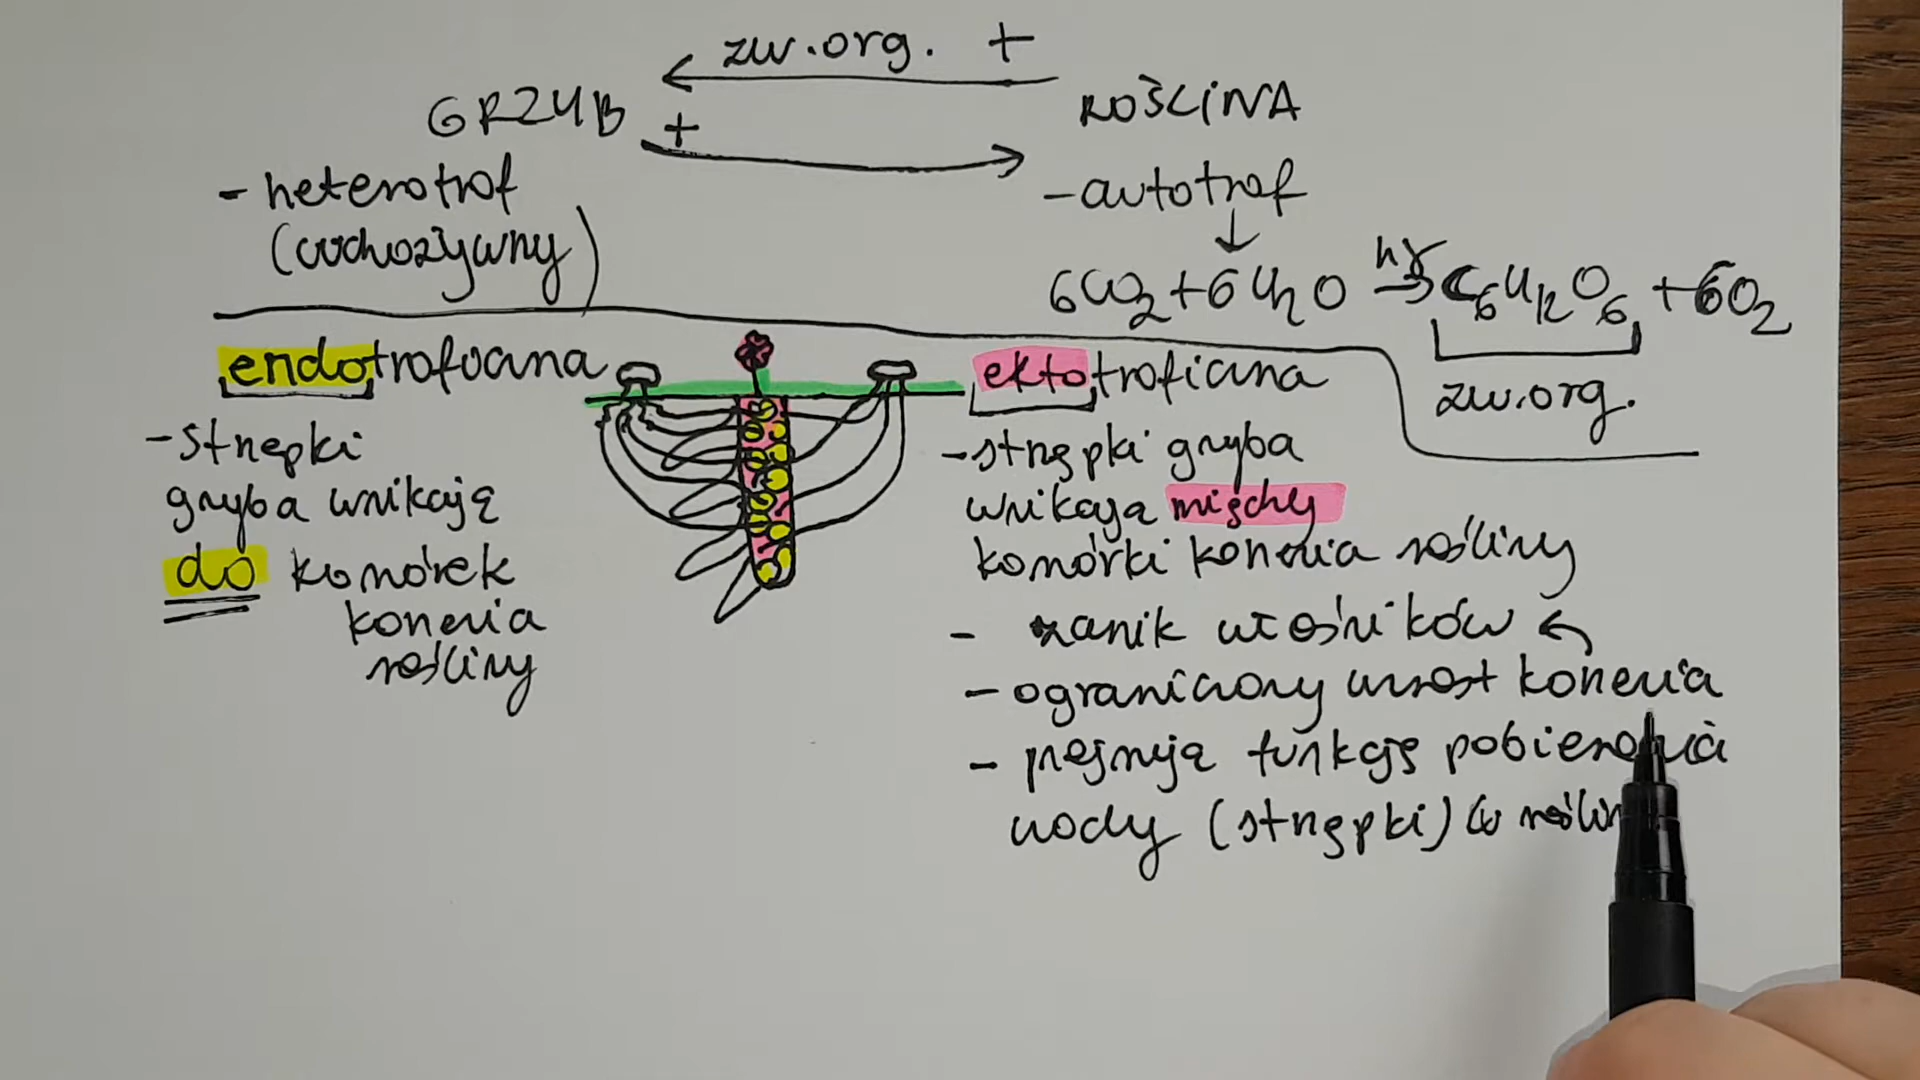 zw.org. +
GRZYB + ROŚLINA
- heterotrof
(cudzożywny)
- autotrof
↓
6CO2 + 6H2O hγ→ C6H12O6 + 6O2
zw.org.
endotroficzna
- strzępki
grzyba wnikają
do komórek
korzenia
rośliny
ektotroficzna
- strzępki grzyba
wnikają między
komórki korzenia rośliny
- zanik włośników
- ograniczony wzrost korzenia
- przejmują funkcję pobierania
wody (strzępki)